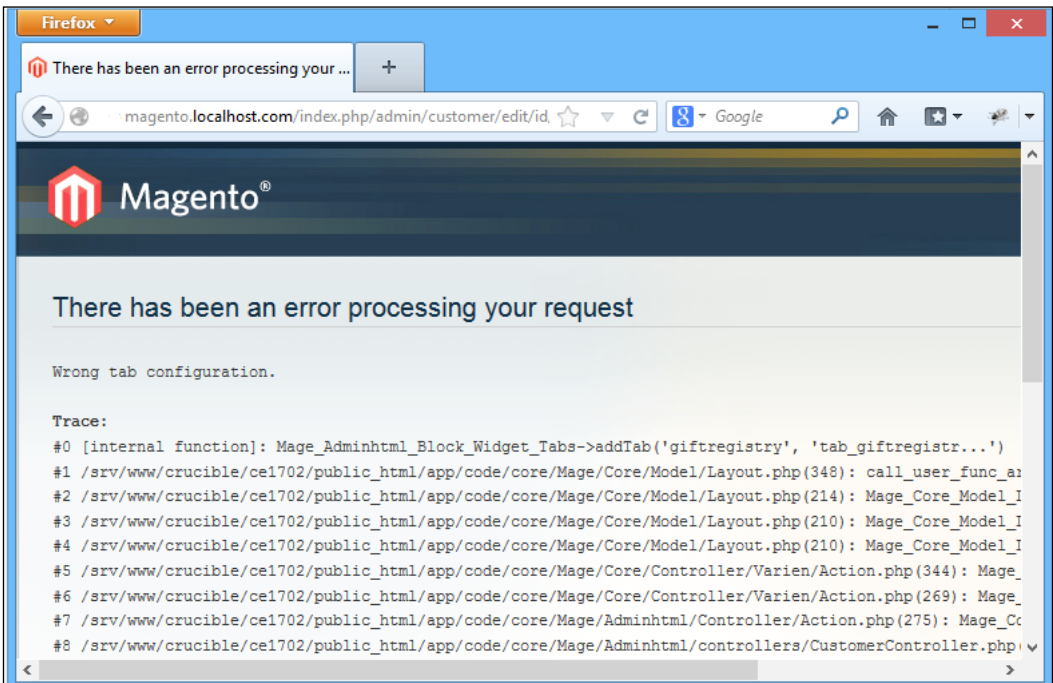 Firefox
There has been an error processing your ...
magento.localhost.com/index.php/admin/customer/edit/id,
Google
Magento®
There has been an error processing your request
Wrong tab configuration.
Trace:
#0 [internal function]: Mage_Adminhtml_Block_Widget_Tabs->addTab('giftregistry', 'tab_giftregistr...')
#1 /srv/www/crucible/ce1702/public_html/app/code/core/Mage/Core/Model/Layout.php(348): call_user_func_ar
#2 /srv/www/crucible/ce1702/public_html/app/code/core/Mage/Core/Model/Layout.php(214): Mage_Core_Model_
#3 /srv/www/crucible/ce1702/public_html/app/code/core/Mage/Core/Model/Layout.php(210): Mage_Core_Model_
#4 /srv/www/crucible/ce1702/public_html/app/code/core/Mage/Core/Model/Layout.php(210): Mage_Core_Model_
#5 /srv/www/crucible/ce1702/public_html/app/code/core/Mage/Core/Controller/Varien/Action.php(344): Mage_
#6 /srv/www/crucible/ce1702/public_html/app/code/core/Mage/Core/Controller/Varien/Action.php(269): Mage_
#7 /srv/www/crucible/ce1702/public_html/app/code/core/Mage/Adminhtml/Controller/Action.php(275): Mage_Co
#8 /srv/www/crucible/ce1702/public_html/app/code/core/Mage/Adminhtml/controllers/CustomerController.php(